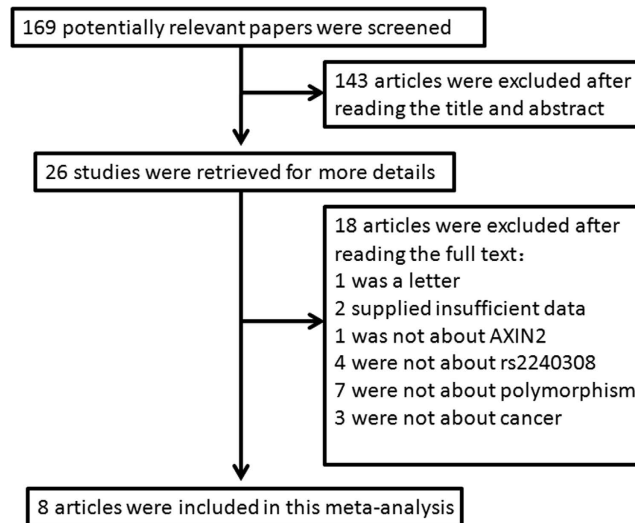 169 potentially relevant papers were screened
143 articles were excluded after
reading the title and abstract
26 studies were retrieved for more details
18 articles were excluded after
reading the full text：
1 was a letter
2 supplied insufficient data
1 was not about AXIN2
4 were not about rs2240308
7 were not about polymorphism
3 were not about cancer
8 articles were included in this meta-analysis